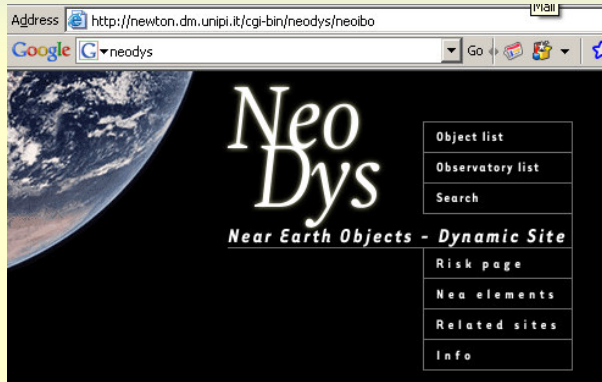 Mail
Address http://newton.dm.unipi.it/cgi-bin/neodys/neoibo
Google G neodys Go
Neo
Dys
Object list
Observatory list
Search
Near Earth Objects - Dynamic Site
Risk page
Nea elements
Related sites
Info